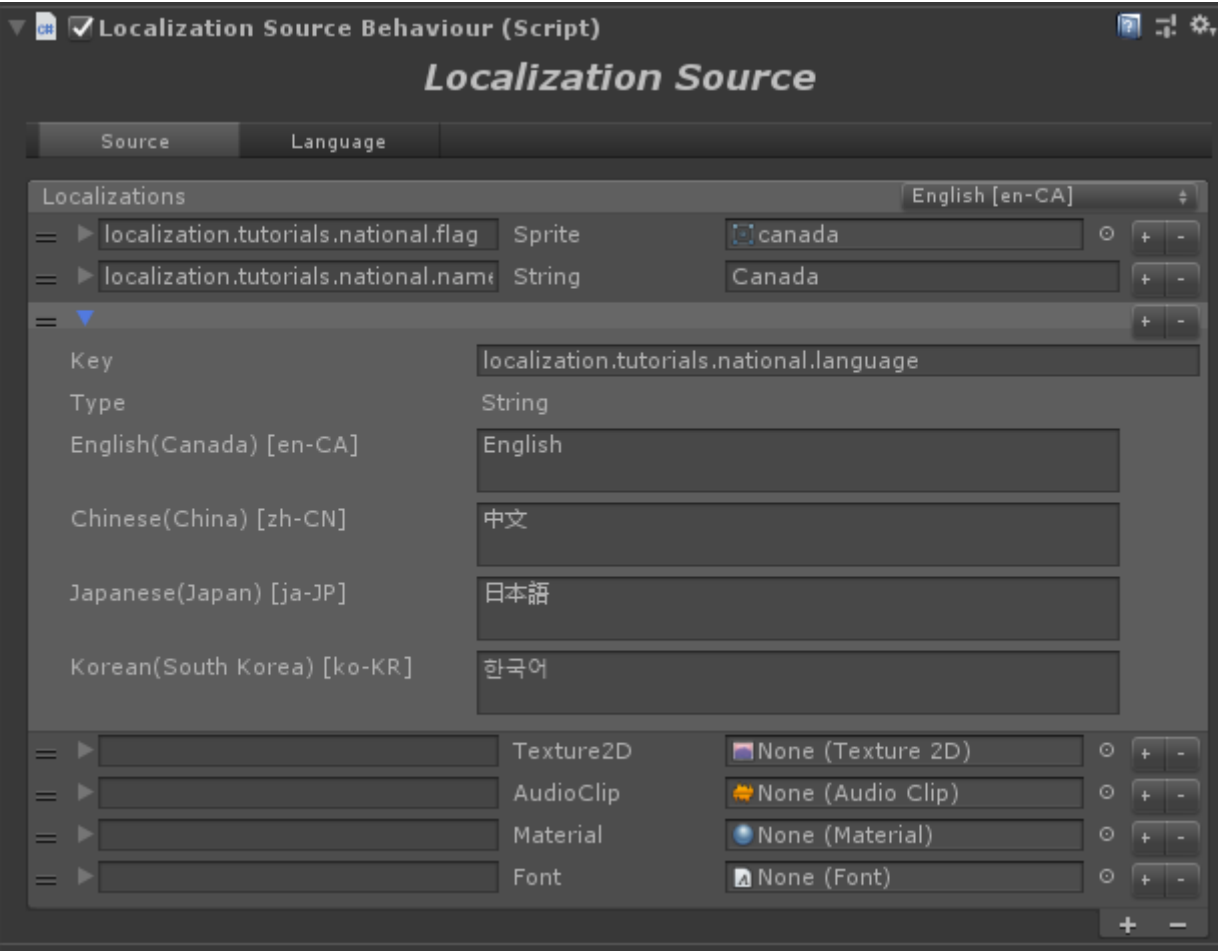 Localization Source Behaviour (Script)
Localization Source
Source Language
Localizations English [en-CA]
localization.tutorials.national.flag Sprite canada + -
localization.tutorials.national.name String Canada + -
+ -
Key localization.tutorials.national.language
Type String
English(Canada) [en-CA] English
Chinese(China) [zh-CN] 中文
Japanese(Japan) [ja-JP] 日本語
Korean(South Korea) [ko-KR] 한국어
Texture2D None (Texture 2D) + -
AudioClip None (Audio Clip) + -
Material None (Material) + -
Font None (Font) + -
+ −